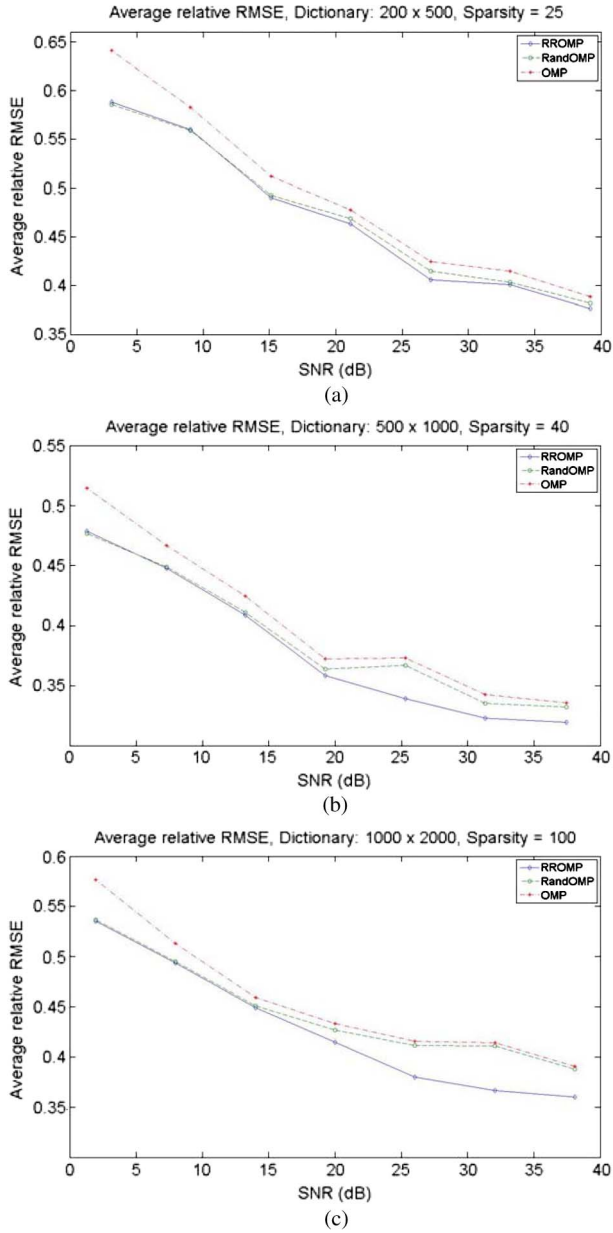 Average relative RMSE, Dictionary: 200 x 500, Sparsity = 25
RROMP
RandOMP
OMP
Average relative RMSE
0.65
0.6
0.55
0.5
0.45
0.4
0.35
0 5 10 15 20 25 30 35 40
SNR (dB)
(a)
Average relative RMSE, Dictionary: 500 x 1000, Sparsity = 40
RROMP
RandOMP
OMP
Average relative RMSE
0.55
0.5
0.45
0.4
0.35
0 5 10 15 20 25 30 35 40
SNR (dB)
(b)
Average relative RMSE, Dictionary: 1000 x 2000, Sparsity = 100
RROMP
RandOMP
OMP
Average relative RMSE
0.6
0.55
0.5
0.45
0.4
0.35
0 5 10 15 20 25 30 35 40
SNR (dB)
(c)